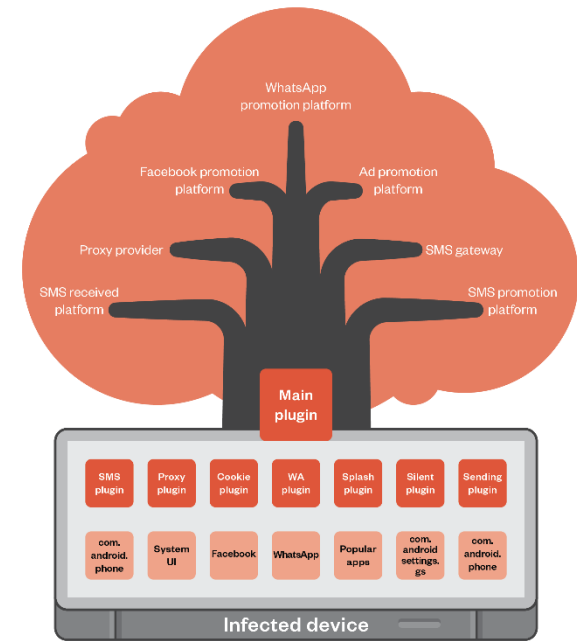 WhatsApp
promotion platform
Facebook promotion
platform
Ad promotion
platform
Proxy provider
SMS gateway
SMS received
platform
SMS promotion
platform
Main
plugin
SMS
plugin
Proxy
plugin
Cookie
plugin
WA
plugin
Splash
plugin
Silent
plugin
Sending
plugin
com.
android.
phone
System
UI
Facebook
WhatsApp
Popular
apps
com.
android
settings.
gs
com.
android.
phone
Infected device